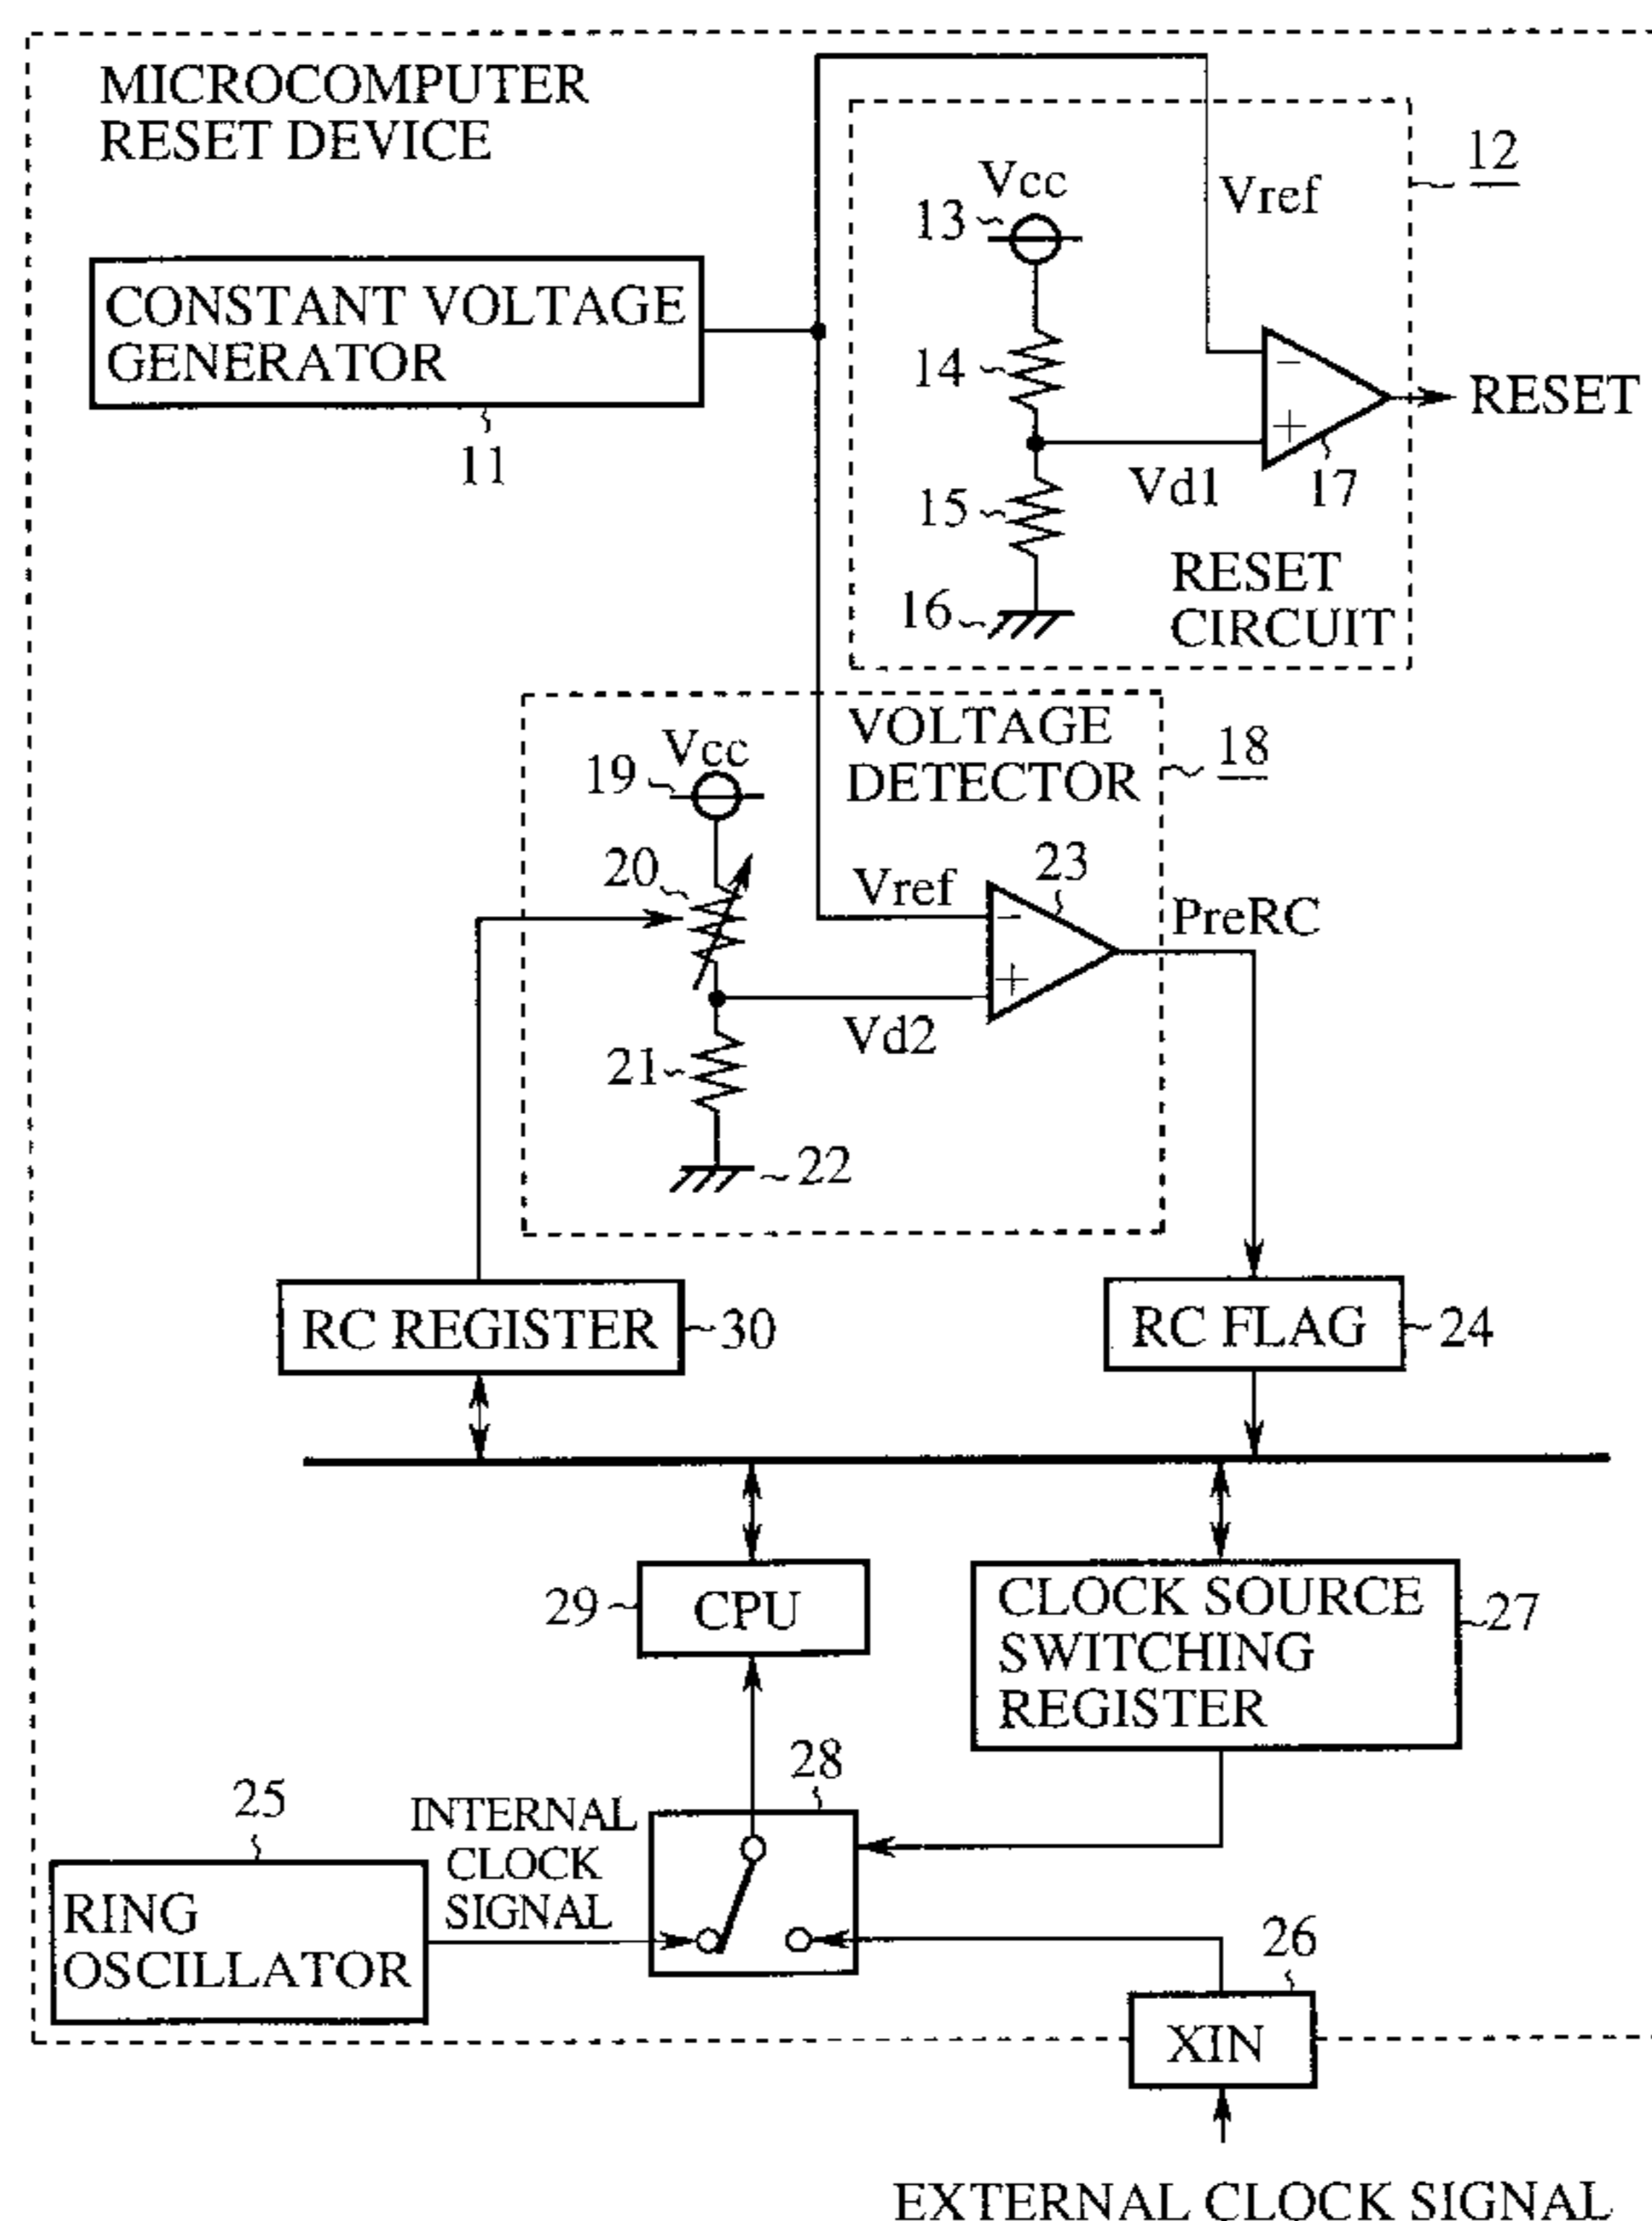 MICROCOMPUTER
RESET DEVICE
12
Vcc
Vref
13
CONSTANT VOLTAGE
GENERATOR
14
−
RESET
+
11
Vd1
17
15
RESET
CIRCUIT
16
VOLTAGE
DETECTOR
18
Vcc
19
20
Vref
23
−
PreRC
+
Vd2
21
22
RC REGISTER
30
RC FLAG
24
29
CPU
CLOCK SOURCE
SWITCHING
REGISTER
27
28
25
INTERNAL
CLOCK
SIGNAL
RING
OSCILLATOR
26
XIN
EXTERNAL CLOCK SIGNAL